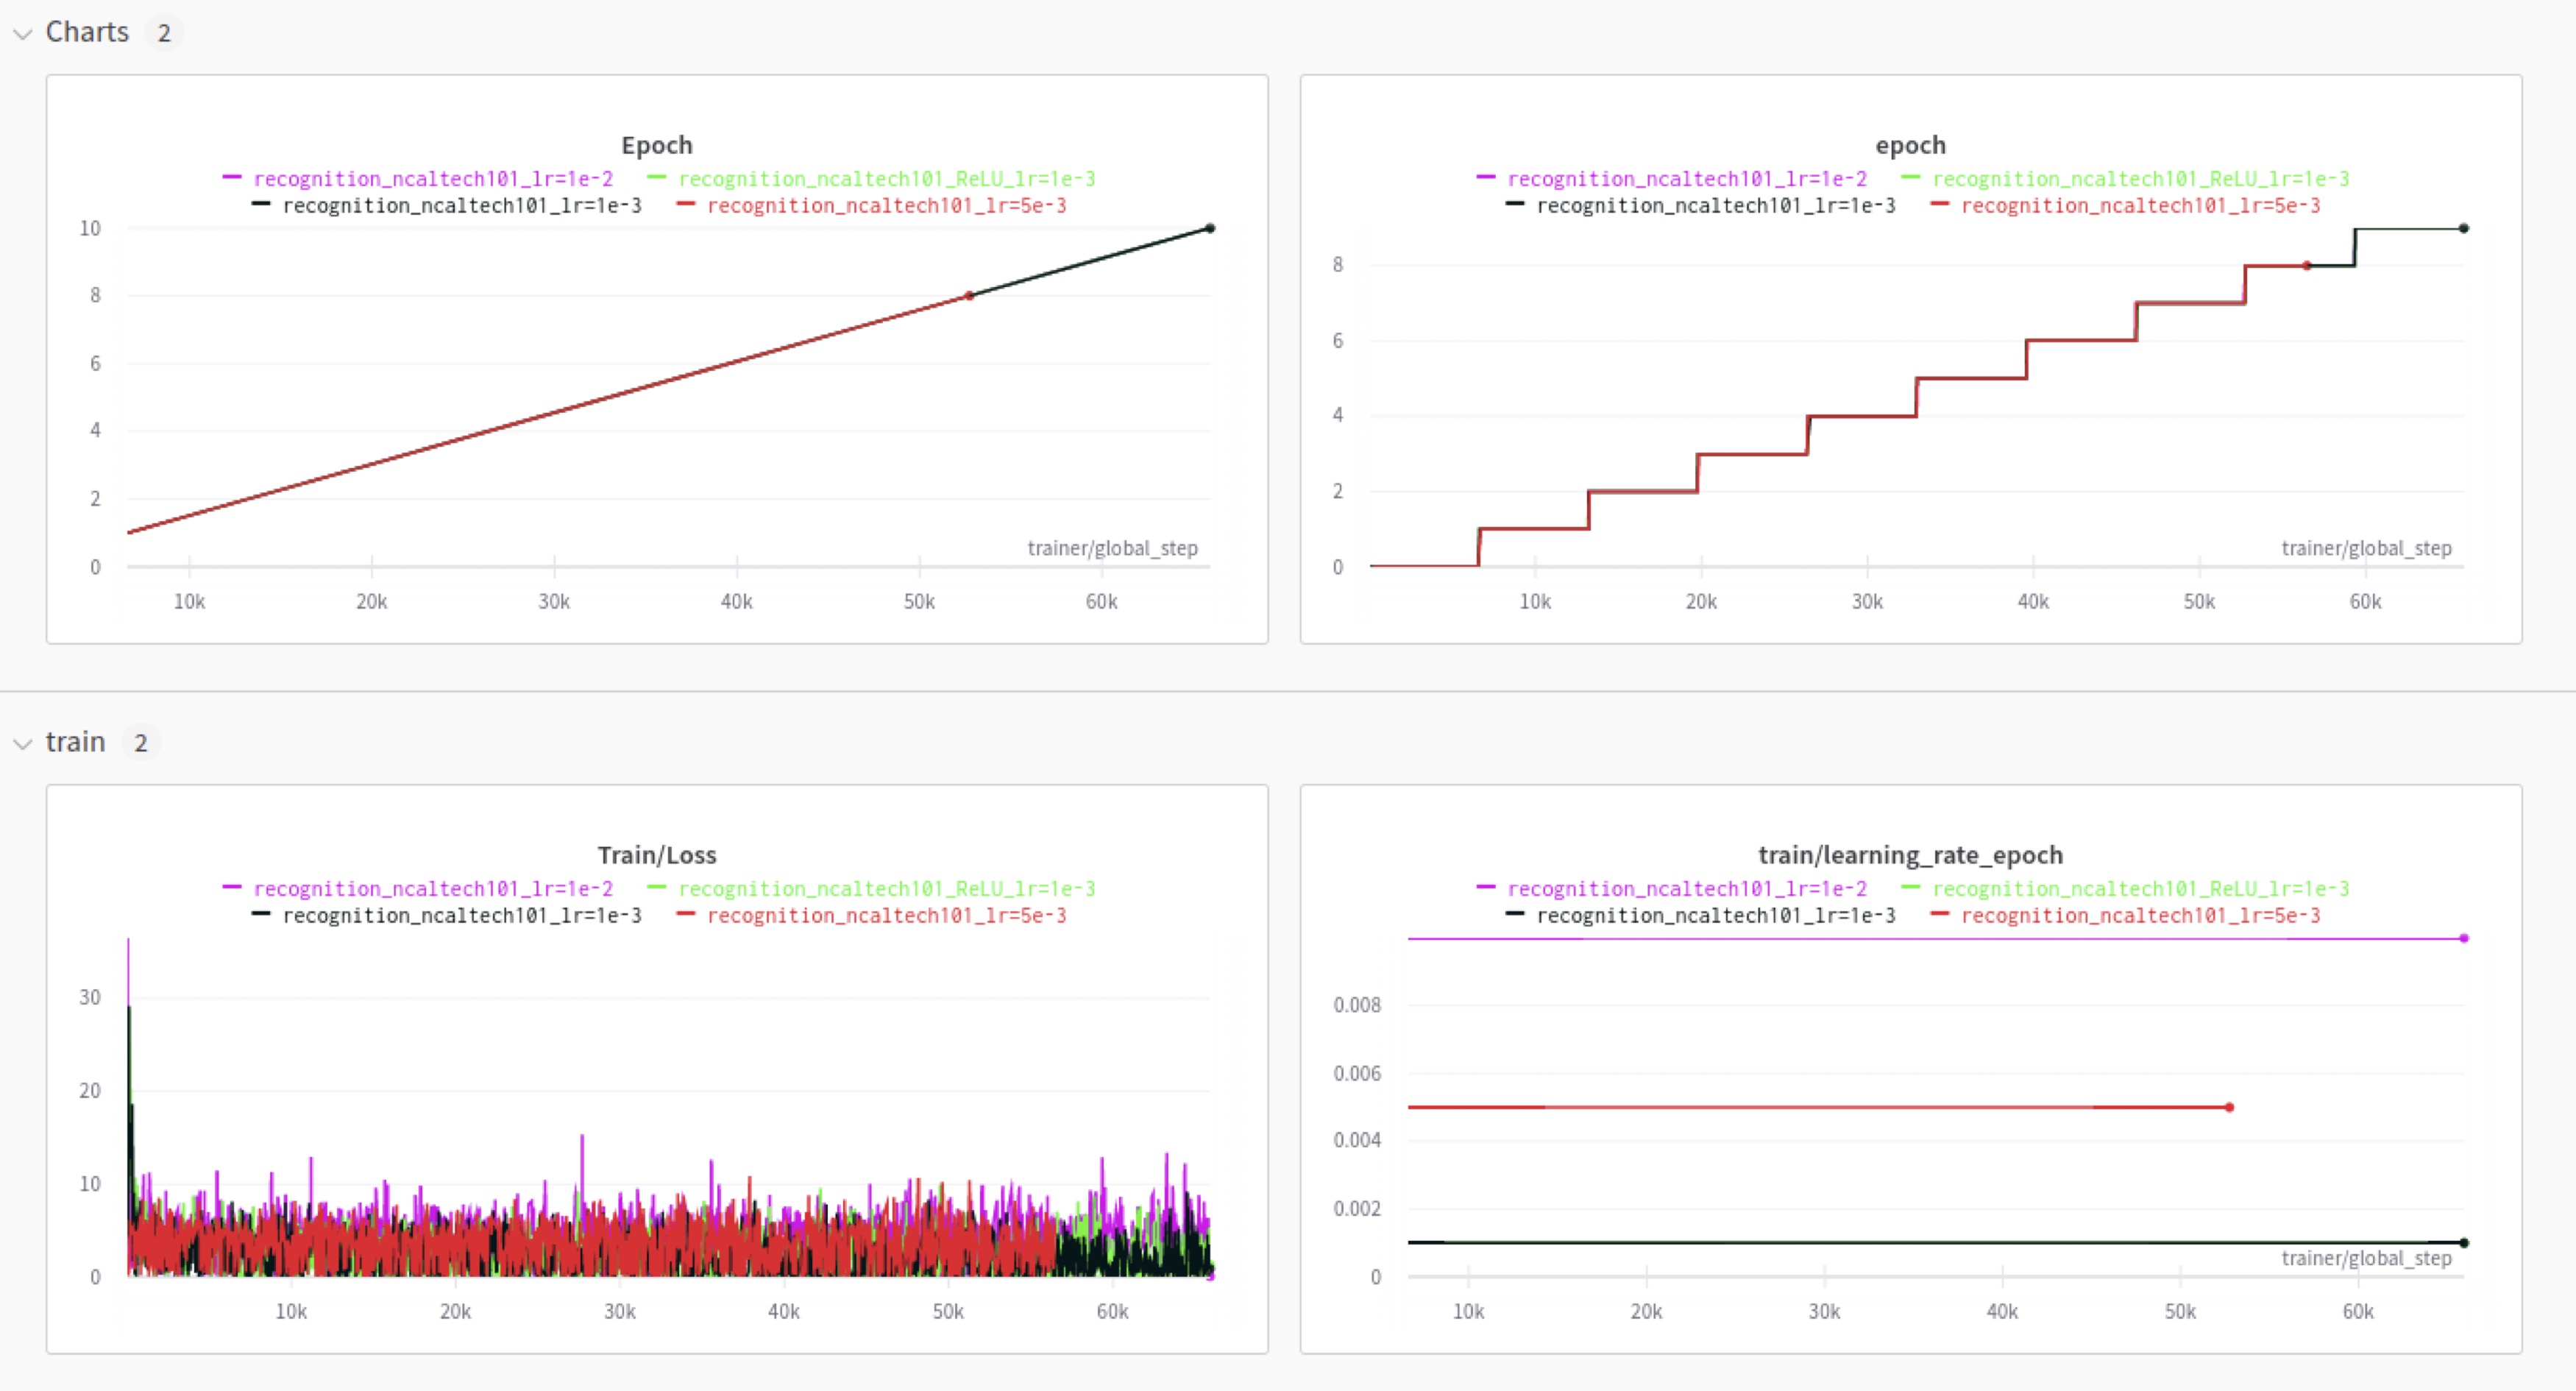 Charts 2
Epoch
recognition_ncaltech101_lr=1e-2 recognition_ncaltech101_ReLU_lr=1e-3
recognition_ncaltech101_lr=1e-3 recognition_ncaltech101_lr=5e-3
10
8
6
4
2
0
trainer/global_step
10k 20k 30k 40k 50k 60k
epoch
recognition_ncaltech101_lr=1e-2 recognition_ncaltech101_ReLU_lr=1e-3
recognition_ncaltech101_lr=1e-3 recognition_ncaltech101_lr=5e-3
8
6
4
2
0
trainer/global_step
10k 20k 30k 40k 50k 60k
train 2
Train/Loss
recognition_ncaltech101_lr=1e-2 recognition_ncaltech101_ReLU_lr=1e-3
recognition_ncaltech101_lr=1e-3 recognition_ncaltech101_lr=5e-3
30
20
10
0
10k 20k 30k 40k 50k 60k
train/learning_rate_epoch
recognition_ncaltech101_lr=1e-2 recognition_ncaltech101_ReLU_lr=1e-3
recognition_ncaltech101_lr=1e-3 recognition_ncaltech101_lr=5e-3
0.008
0.006
0.004
0.002
0
trainer/global_step
10k 20k 30k 40k 50k 60k